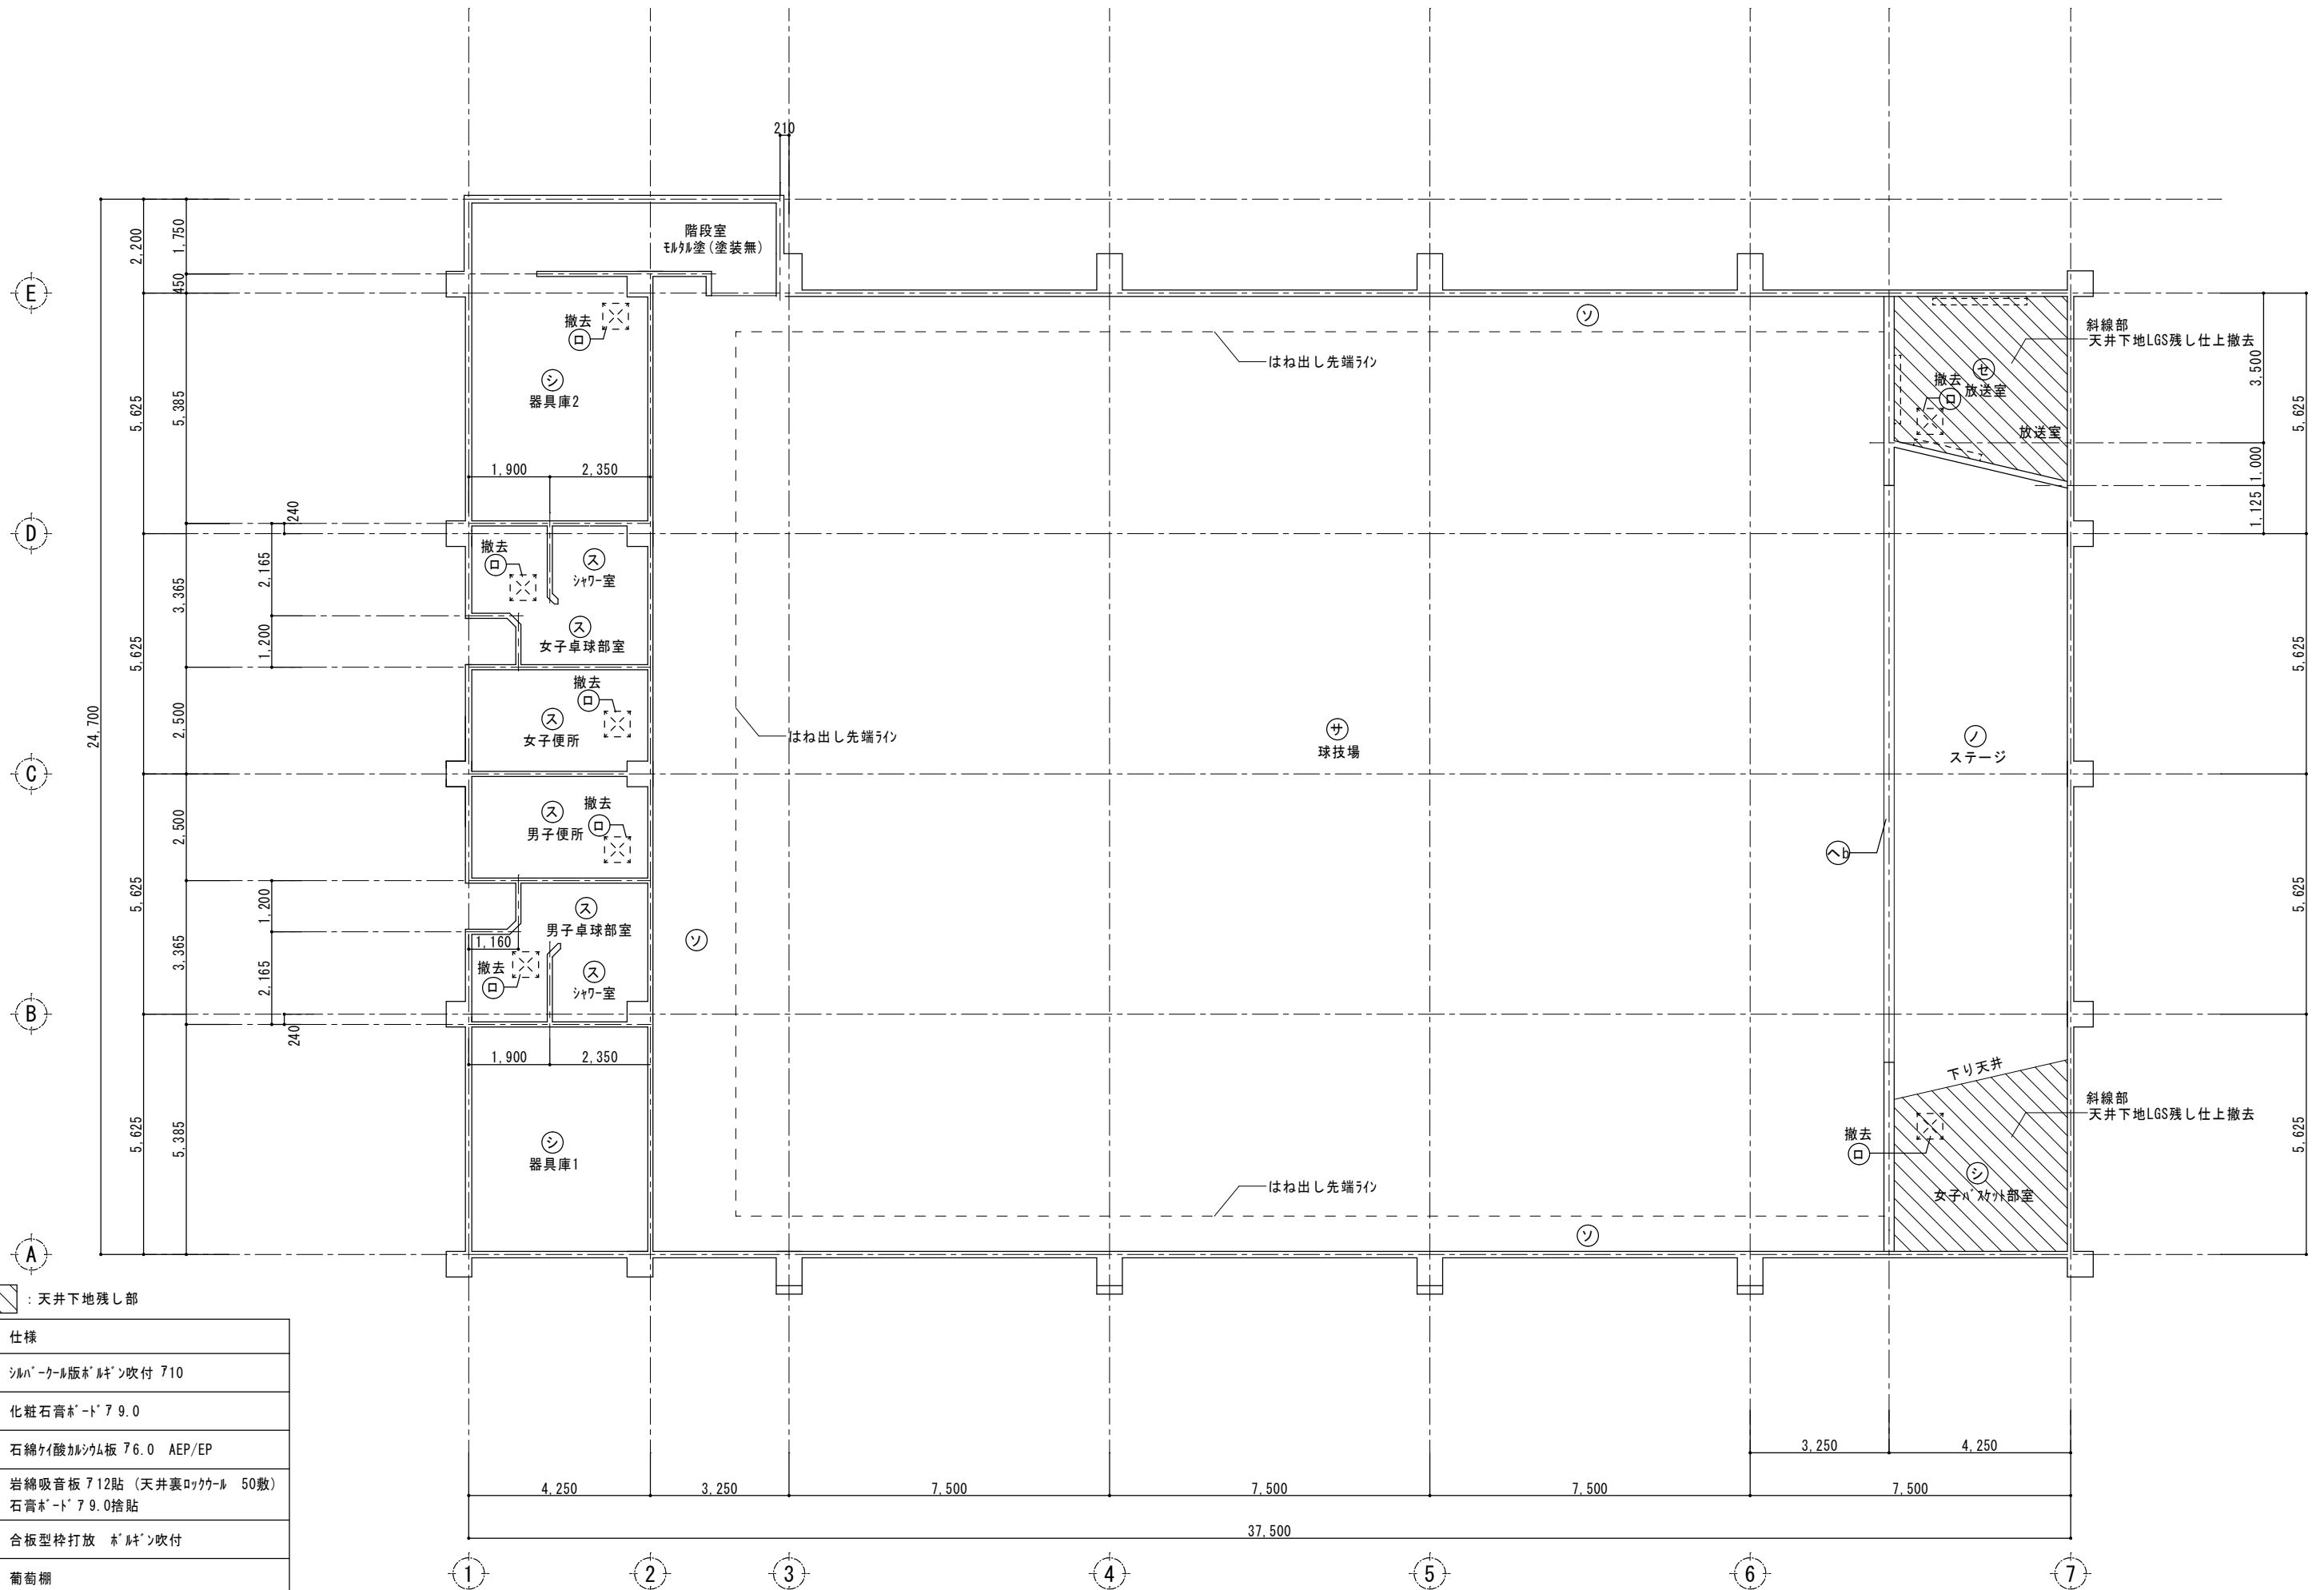 210
階段室
ﾓﾙﾀﾙ塗(塗装無)
2,200
1,750
450
E
撤去
ロ
シ
器具庫2
5,625
5,385
1,900
2,350
ソ
はね出し先端ﾗｲﾝ
斜線部
天井下地LGS残し仕上撤去
セ
放送室
撤去
ロ
放送室
3,500
1,000
1,125
5,625
240
D
撤去
ロ
ス
ｼｬﾜｰ室
2,165
3,365
1,200
5,625
ス
女子卓球部室
撤去
ロ
ス
女子便所
2,500
24,700
はね出し先端ﾗｲﾝ
サ
球技場
ノ
ステージ
5,625
C
ス
男子便所
撤去
ロ
2,500
へb
5,625
1,200
3,365
2,165
ス
男子卓球部室
1,160
撤去
ロ
ス
ｼｬﾜｰ室
ソ
5,625
B
240
1,900
2,350
シ
器具庫1
5,625
5,385
下り天井
斜線部
天井下地LGS残し仕上撤去
撤去
ロ
シ
女子ﾊﾞｽｹｯﾄ部室
5,625
はね出し先端ﾗｲﾝ
ソ
A
：天井下地残し部
仕様
ｼﾙﾊﾞｰｸｰﾙ版ﾎﾞﾙｷﾞﾝ吹付 ｱ10
化粧石膏ﾎﾞｰﾄﾞｱ9.0
石綿ｹｲ酸ｶﾙｼｳﾑ板 ｱ6.0 AEP/EP
岩綿吸音板 ｱ12貼 (天井裏ﾛｯｸｳｰﾙ 50敷)
石膏ﾎﾞｰﾄﾞｱ9.0捨貼
合板型枠打放 ﾎﾞﾙｷﾞﾝ吹付
葡萄棚
3,250
4,250
4,250
3,250
7,500
7,500
7,500
7,500
37,500
1
2
3
4
5
6
7